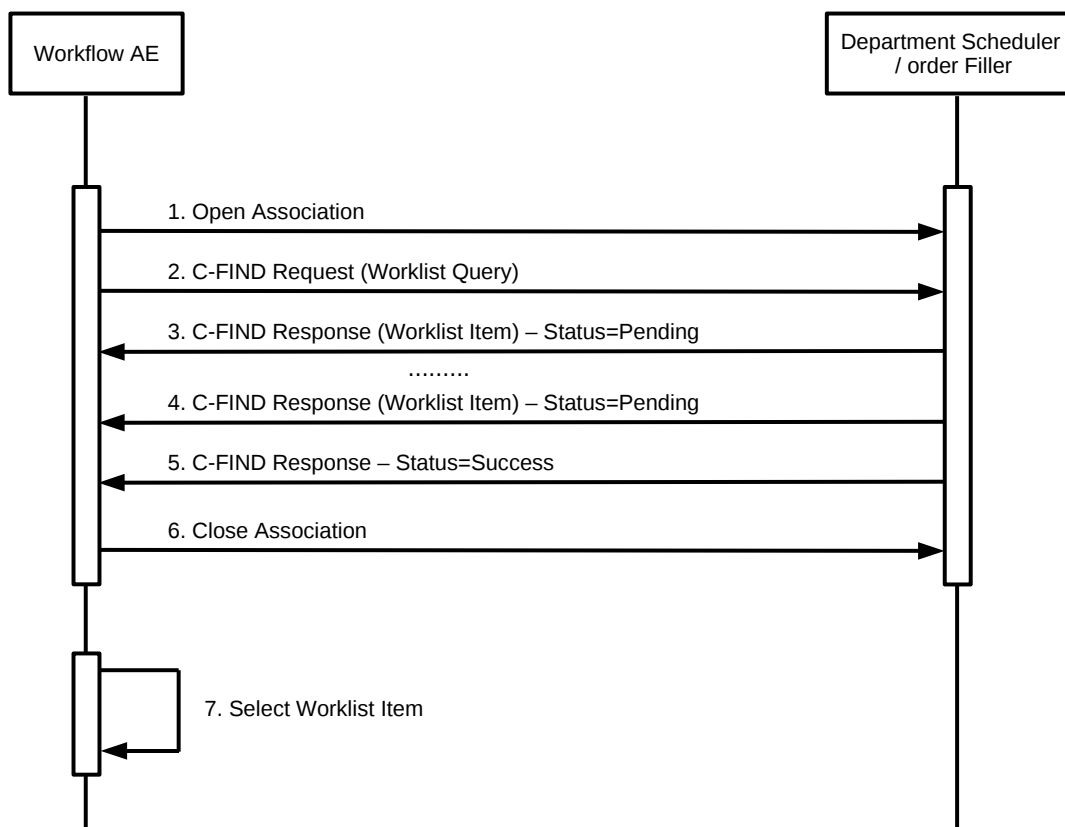 Workflow AE
Department Scheduler
/ order Filler
1. Open Association
2. C-FIND Request (Worklist Query)
3. C-FIND Response (Worklist Item) – Status=Pending
.........
4. C-FIND Response (Worklist Item) – Status=Pending
5. C-FIND Response – Status=Success
6. Close Association
7. Select Worklist Item